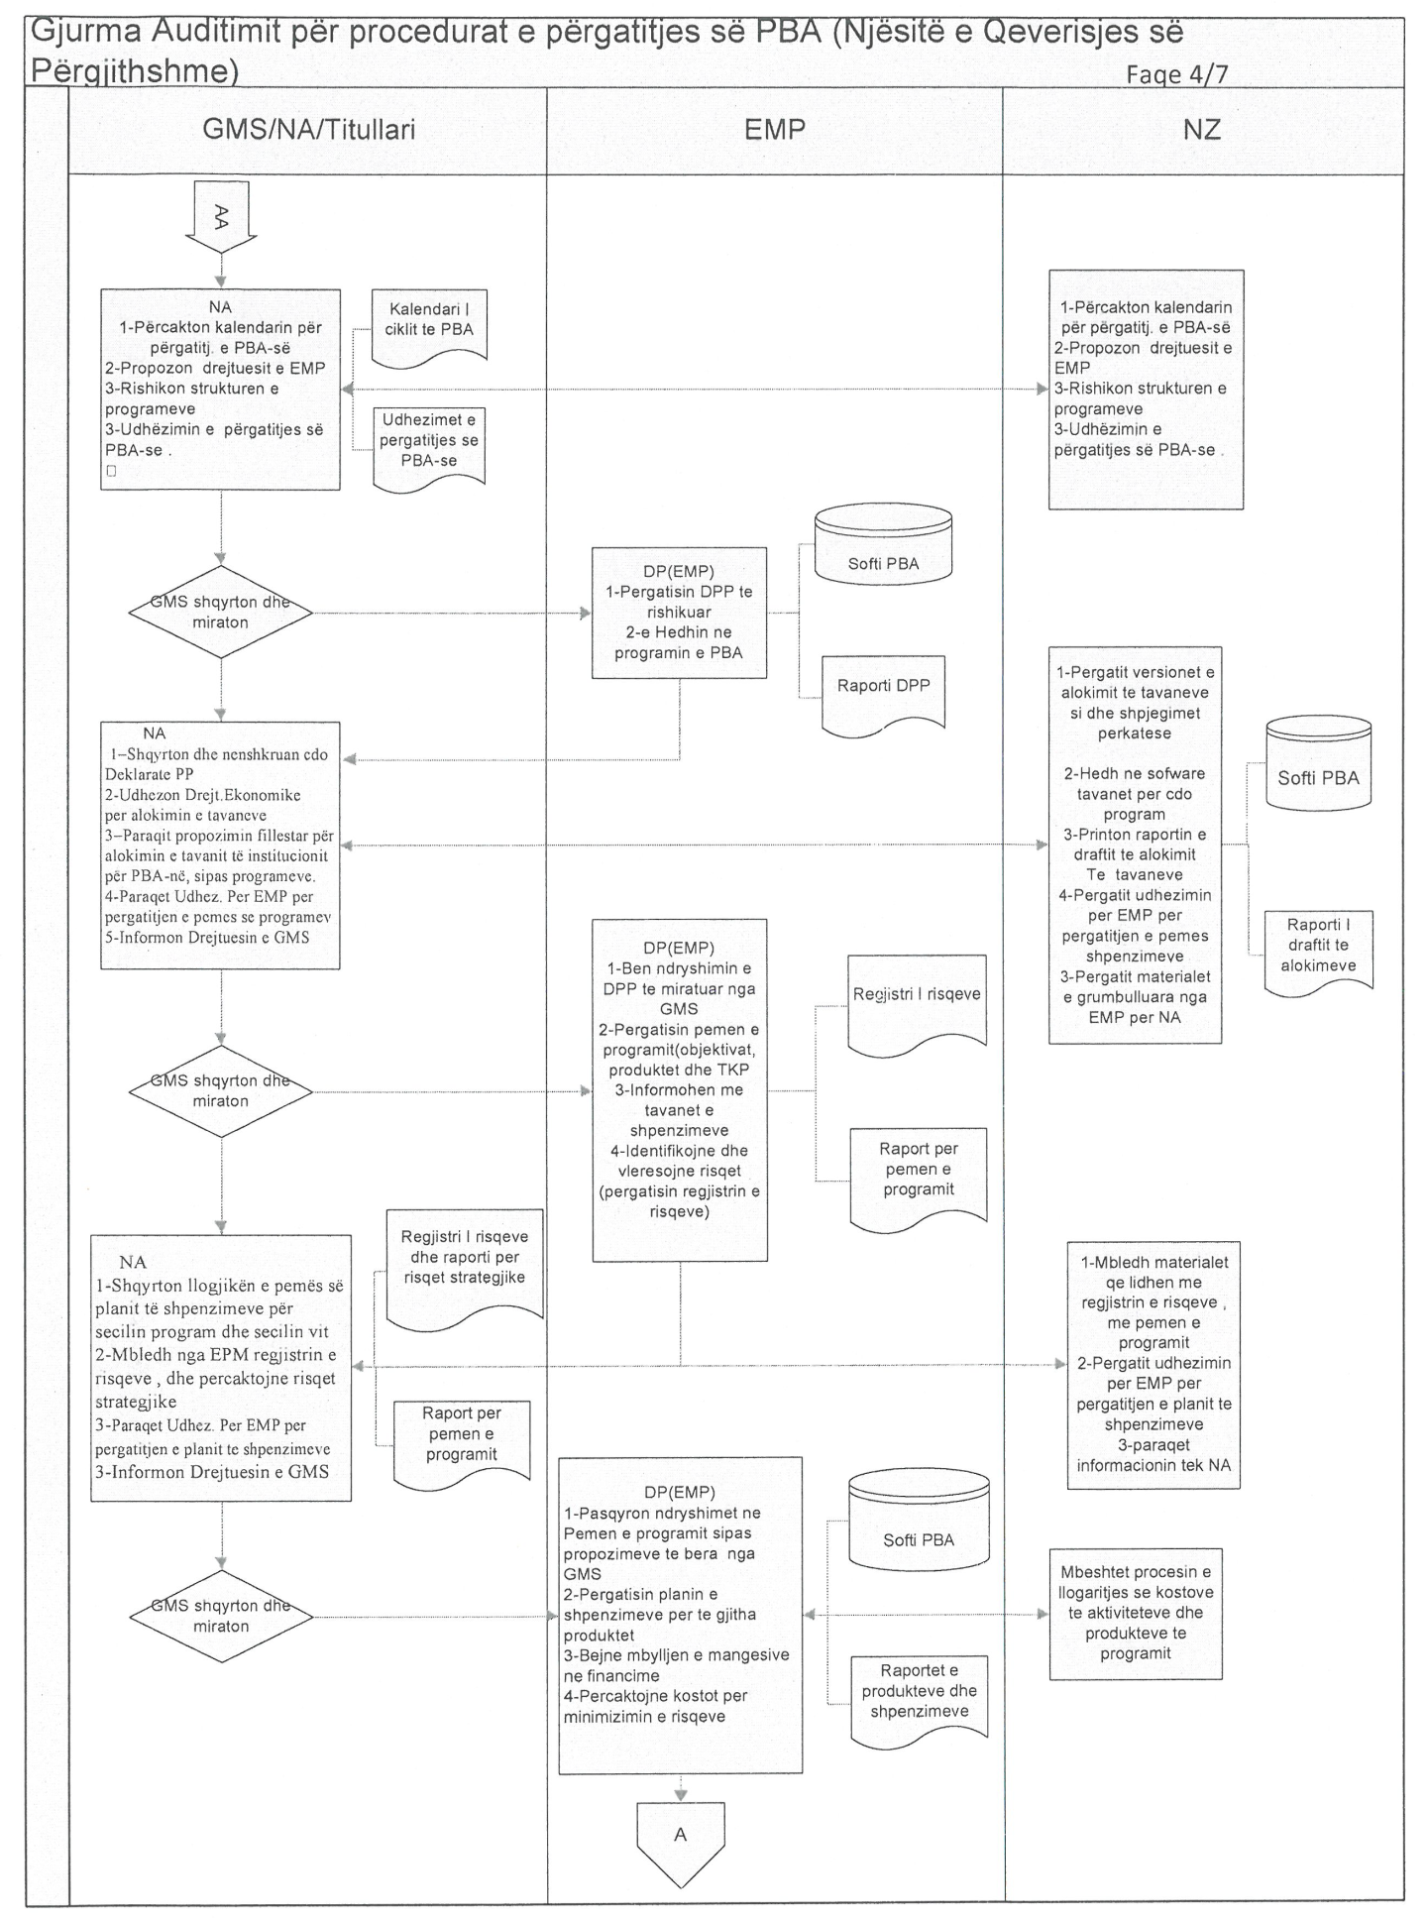 Gjurma Auditimit për procedurat e përgatitjes së PBA (Njësitë e Qeverisjes së
Përgjithshme)
Faqe 4/7
GMS/NA/Titullari
EMP
NZ
AA
NA
1-Përcakton kalendarin për
përgatitj. e PBA-së
2-Propozon drejtuesit e EMP
3-Rishikon strukturen e
programeve
3-Udhëzimin e përgatitjes së
PBA-se .
Kalendari I
ciklit te PBA
Udhezimet e
pergatitjes se
PBA-se
1-Përcakton kalendarin
për përgatitj. e PBA-së
2-Propozon drejtuesit e
EMP
3-Rishikon strukturen e
programeve
3-Udhëzimin e
përgatitjes së PBA-se .
GMS shqyrton dhe
miraton
DP(EMP)
1-Pergatisin DPP te
rishikuar
2-e Hedhin ne
programin e PBA
Softi PBA
Raporti DPP
NA
1–Shqyrton dhe nenshkruan cdo
Deklarate PP
2-Udhezon Drejt.Ekonomike
per alokimin e tavaneve
3–Paraqit propozimin fillestar për
alokimin e tavanit të institucionit
për PBA-në, sipas programeve.
4-Paraqet Udhez. Per EMP per
pergatitjen e pemes se programev
5-Informon Drejtuesin e GMS
1-Pergatit versionet e
alokimit te tavaneve
si dhe shpjegimet
perkatese
2-Hedh ne sofware
tavanet per cdo
program
3-Printon raportin e
draftit te alokimit
Te tavaneve
4-Pergatit udhezimin
per EMP per
pergatitjen e pemes
shpenzimeve
3-Pergatit materialet
e grumbulluara nga
EMP per NA
Softi PBA
Raporti I
draftit te
alokimeve
GMS shqyrton dhe
miraton
DP(EMP)
1-Ben ndryshimin e
DPP te miratuar nga
GMS
2-Pergatisin pemen e
programit(objektivat,
produktet dhe TKP
3-Informohen me
tavanet e
shpenzimeve
4-Identifikojne dhe
vleresojne risqet
(pergatisin regjistrin e
risqeve)
Regjistri I risqeve
Raport per
pemen e
programit
NA
1-Shqyrton llogjikën e pemës së
planit të shpenzimeve për
secilin program dhe secilin vit
2-Mbledh nga EPM regjistrin e
risqeve , dhe percaktojne risqet
strategjike
3-Paraqet Udhez. Per EMP per
pergatitjen e planit te shpenzimeve
3-Informon Drejtuesin e GMS
Regjistri I risqeve
dhe raporti per
risqet strategjike
Raport per
pemen e
programit
1-Mbledh materialet
qe lidhen me
regjistrin e risqeve ,
me pemen e
programit
2-Pergatit udhezimin
per EMP per
pergatitjen e planit te
shpenzimeve
3-paraqet
informacionin tek NA
GMS shqyrton dhe
miraton
DP(EMP)
1-Pasqyron ndryshimet ne
Pemen e programit sipas
propozimeve te bera nga
GMS
2-Pergatisin planin e
shpenzimeve per te gjitha
produktet
3-Bejne mbylljen e mangesive
ne financime
4-Percaktojne kostot per
minimizimin e risqeve
Softi PBA
Raportet e
produkteve dhe
shpenzimeve
Mbeshtet procesin e
llogaritjes se kostove
te aktiviteteve dhe
produkteve te
programit
A